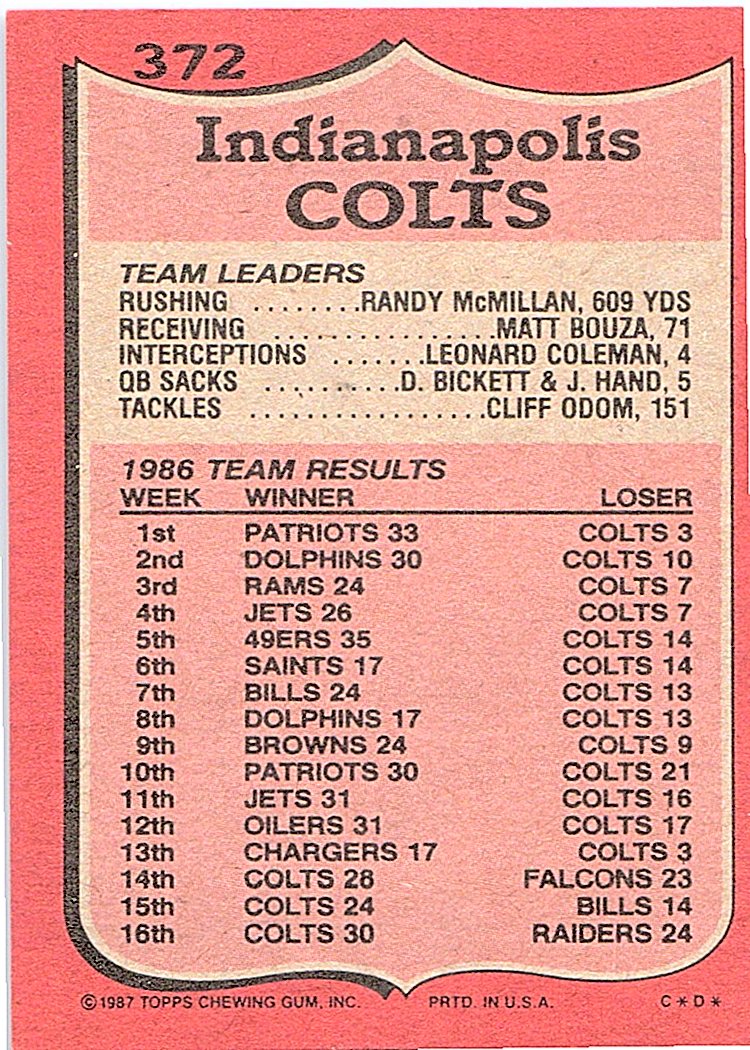 372
Indianapolis
COLTS
TEAM LEADERS
RUSHING ........RANDY McMILLAN, 609 YDS
RECEIVING .................MATT BOUZA, 71
INTERCEPTIONS .......LEONARD COLEMAN, 4
QB SACKS ..........D. BICKETT & J. HAND, 5
TACKLES ..................CLIFF ODOM, 151
1986 TEAM RESULTS
WEEK WINNER LOSER
1st PATRIOTS 33 COLTS 3
2nd DOLPHINS 30 COLTS 10
3rd RAMS 24 COLTS 7
4th JETS 26 COLTS 7
5th 49ERS 35 COLTS 14
6th SAINTS 17 COLTS 14
7th BILLS 24 COLTS 13
8th DOLPHINS 17 COLTS 13
9th BROWNS 24 COLTS 9
10th PATRIOTS 30 COLTS 21
11th JETS 31 COLTS 16
12th OILERS 31 COLTS 17
13th CHARGERS 17 COLTS 3
14th COLTS 28 FALCONS 23
15th COLTS 24 BILLS 14
16th COLTS 30 RAIDERS 24
©1987 TOPPS CHEWING GUM, INC. PRTD. IN U.S.A. C*D*